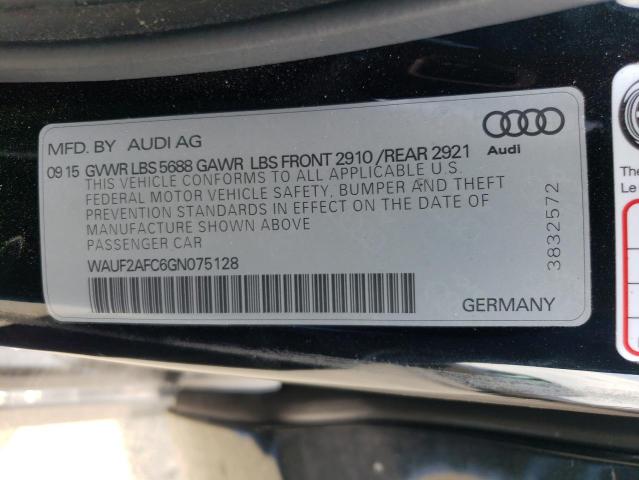 MFD. BY AUDI AG
09 15 GVWR LBS 5688 GAWR LBS FRONT 2910 /REAR 2921
Audi
THIS VEHICLE CONFORMS TO ALL APPLICABLE U.S.
FEDERAL MOTOR VEHICLE SAFETY, BUMPER AND THEFT
PREVENTION STANDARDS IN EFFECT ON THE DATE OF
MANUFACTURE SHOWN ABOVE
PASSENGER CAR
WAUF2AFC6GN075128
GERMANY
3832572
The
Le